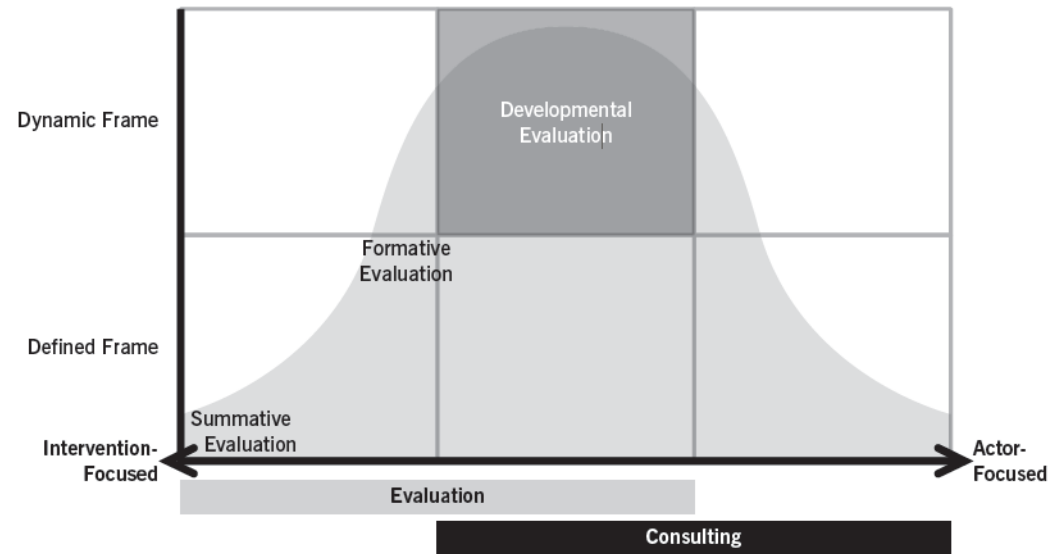 Dynamic Frame
Developmental
Evaluation
Formative
Evaluation
Defined Frame
Summative
Evaluation
Intervention-
Focused
Actor-
Focused
Evaluation
Consulting